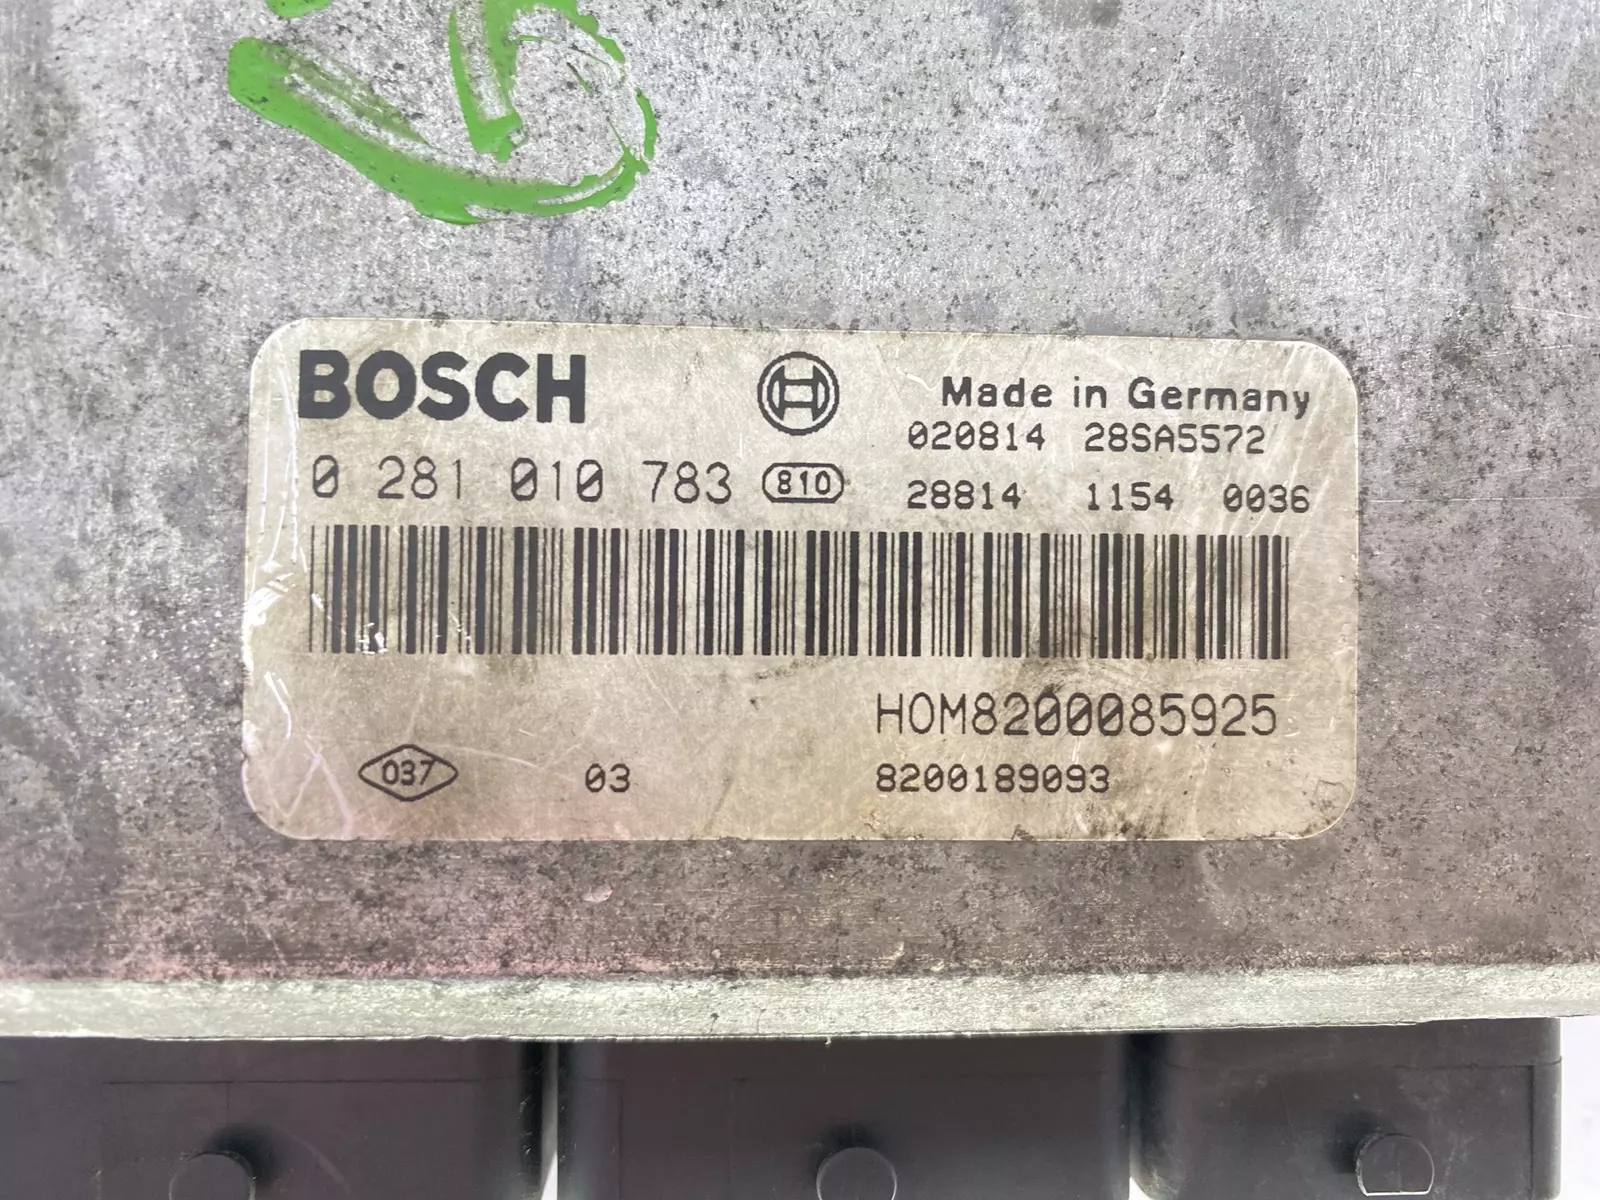 BOSCH
Made in Germany
020814 28SA5572
0 281 010 783 810
28814 1154 0036
HOM8200085925
037 03 8200189093